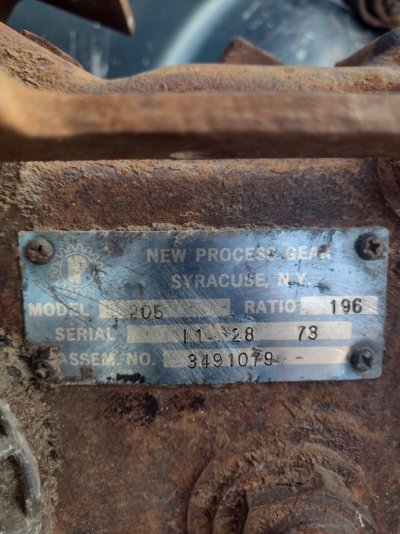 NEW PROCESS GEAR
SYRACUSE, N.Y.
MODEL 205 RATIO 196
SERIAL 11 28 73
ASSEM. NO. 3491079 -